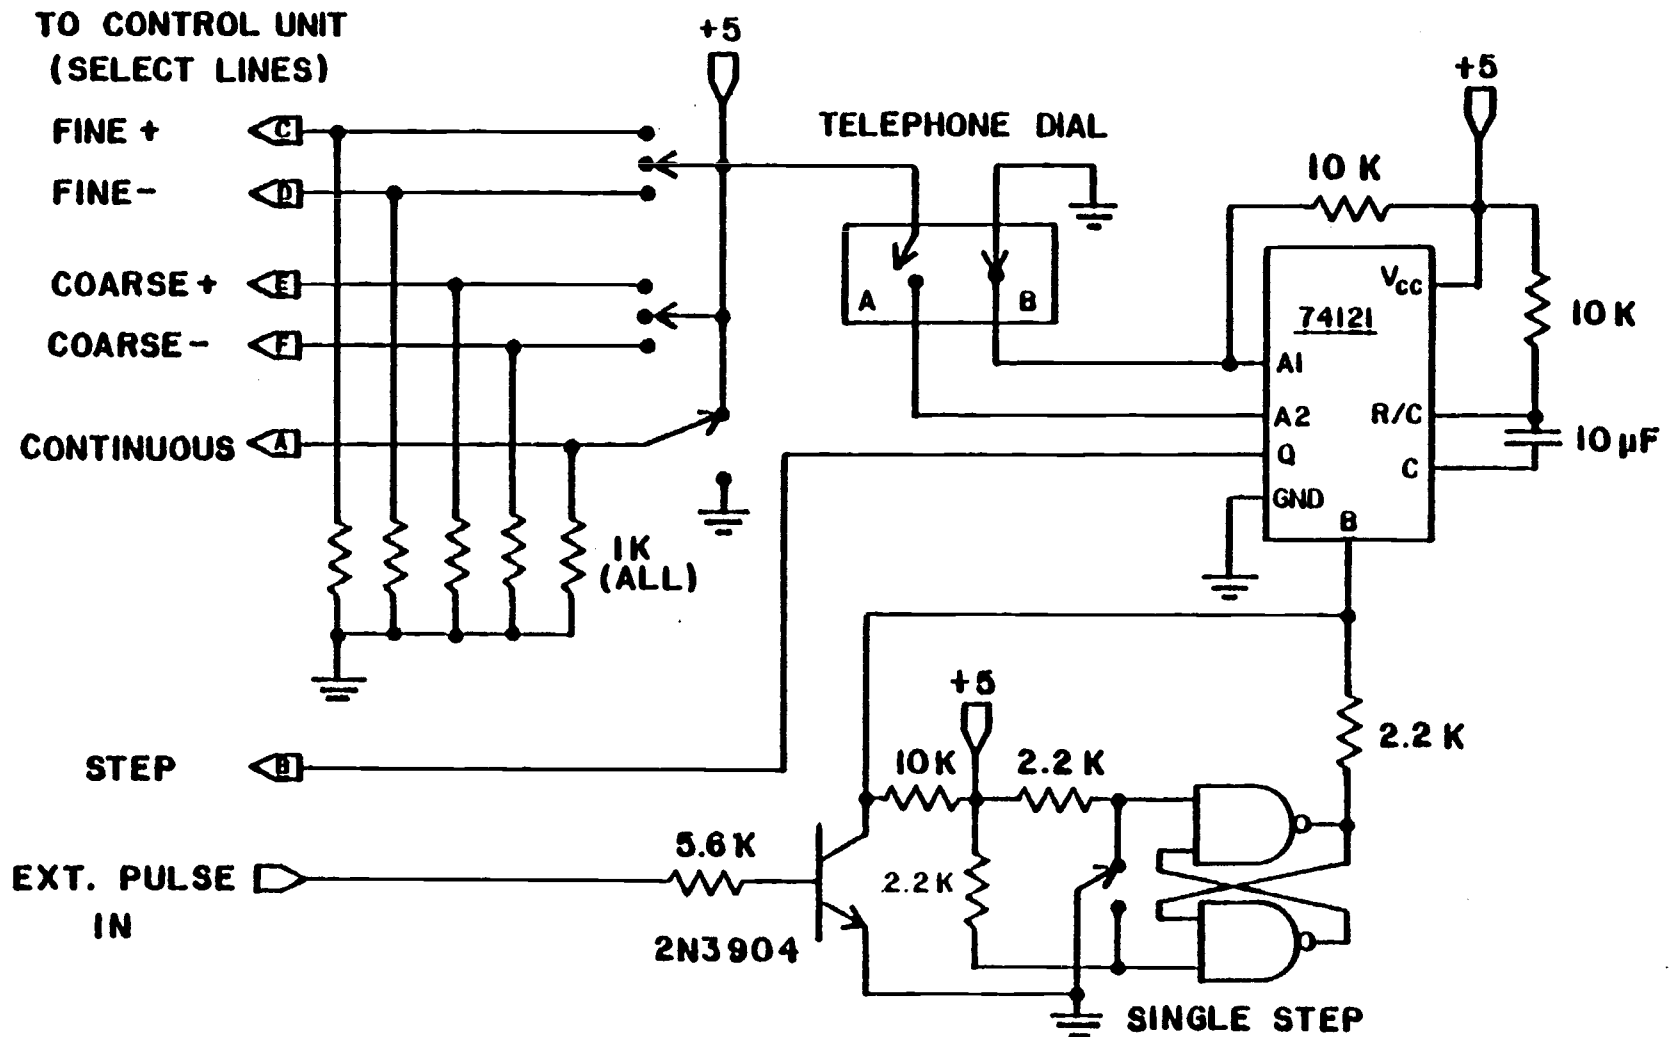 TO CONTROL UNIT
(SELECT LINES)
+5
+5
FINE +
C
TELEPHONE DIAL
10 K
FINE -
D
COARSE +
E
A
B
VCC
74121
10 K
COARSE -
F
A1
A2
R/C
CONTINUOUS
A
Q
C
10 µF
GND
B
1K
(ALL)
+5
STEP
B
10K
2.2 K
2.2 K
5.6 K
2.2 K
EXT. PULSE
IN
2N3904
SINGLE STEP